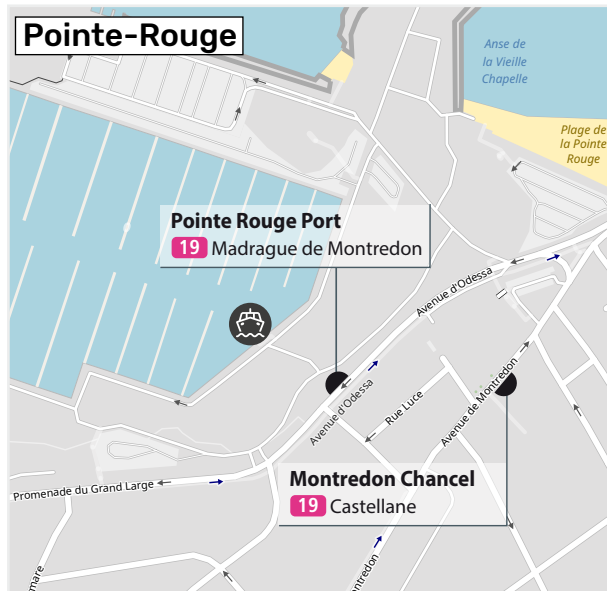 Pointe-Rouge
Anse de
la Vieille
Chapelle
Plage de
la Pointe
Rouge
Pointe Rouge Port
19 Madrague de Montredon
Avenue d'Odessa
Avenue d'Odessa
Rue Luce
Avenue de Montredon
Montredon Chancel
19 Castellane
Promenade du Grand Large